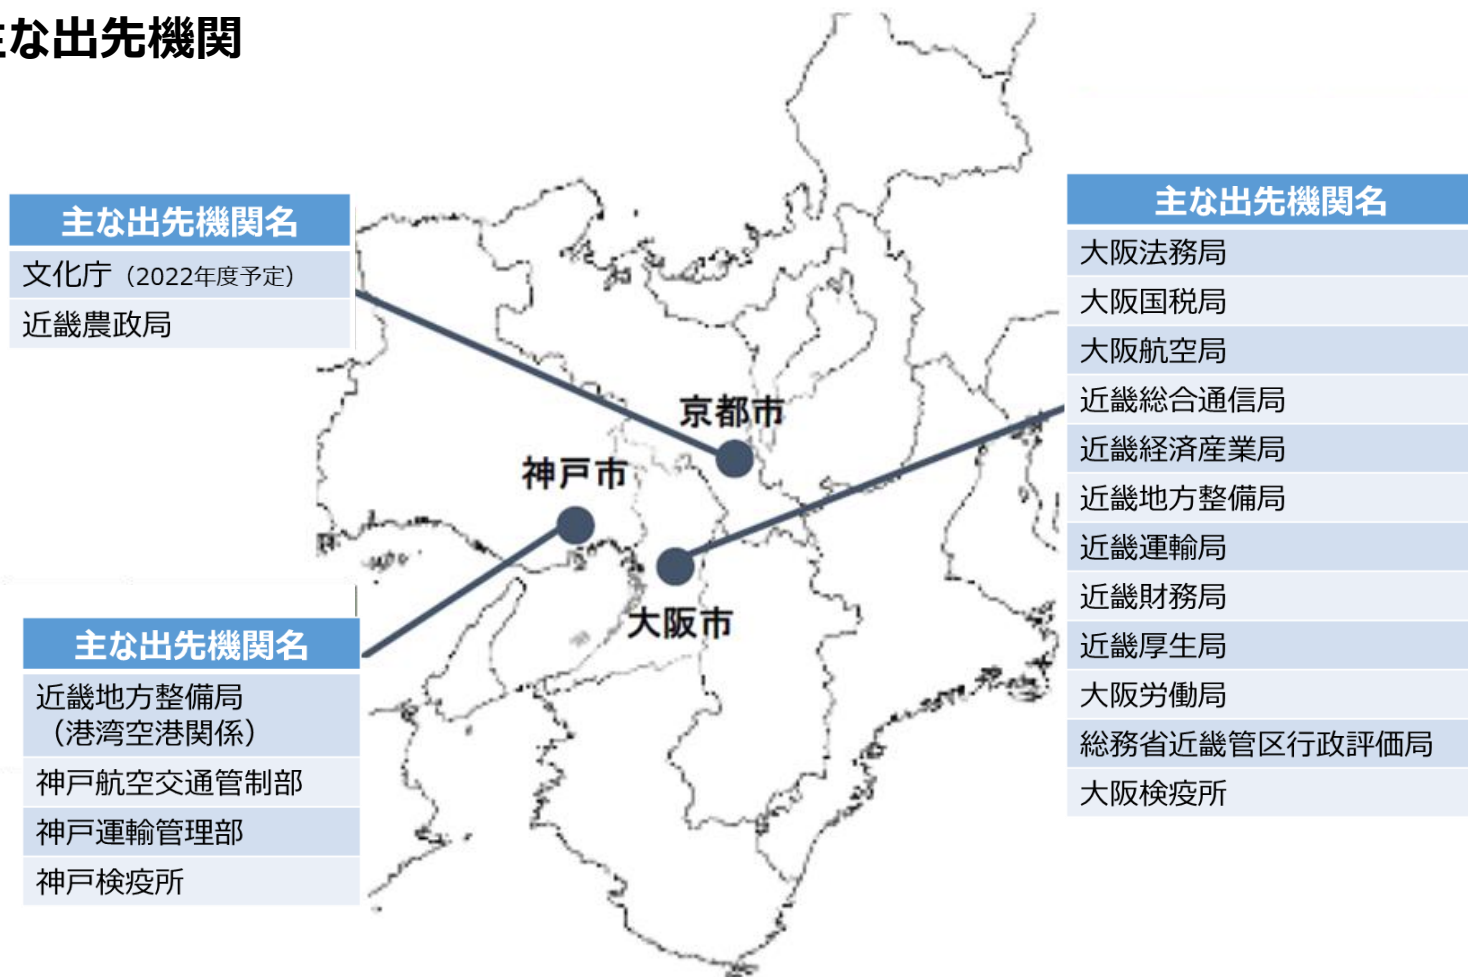 主な出先機関
主な出先機関名
文化庁（2022年度予定）
近畿農政局
京都市
神戸市
大阪市
主な出先機関名
近畿地方整備局
（港湾空港関係）
神戸航空交通管制部
神戸運輸管理部
神戸検疫所
主な出先機関名
大阪法務局
大阪国税局
大阪航空局
近畿総合通信局
近畿経済産業局
近畿地方整備局
近畿運輸局
近畿財務局
近畿厚生局
大阪労働局
総務省近畿管区行政評価局
大阪検疫所